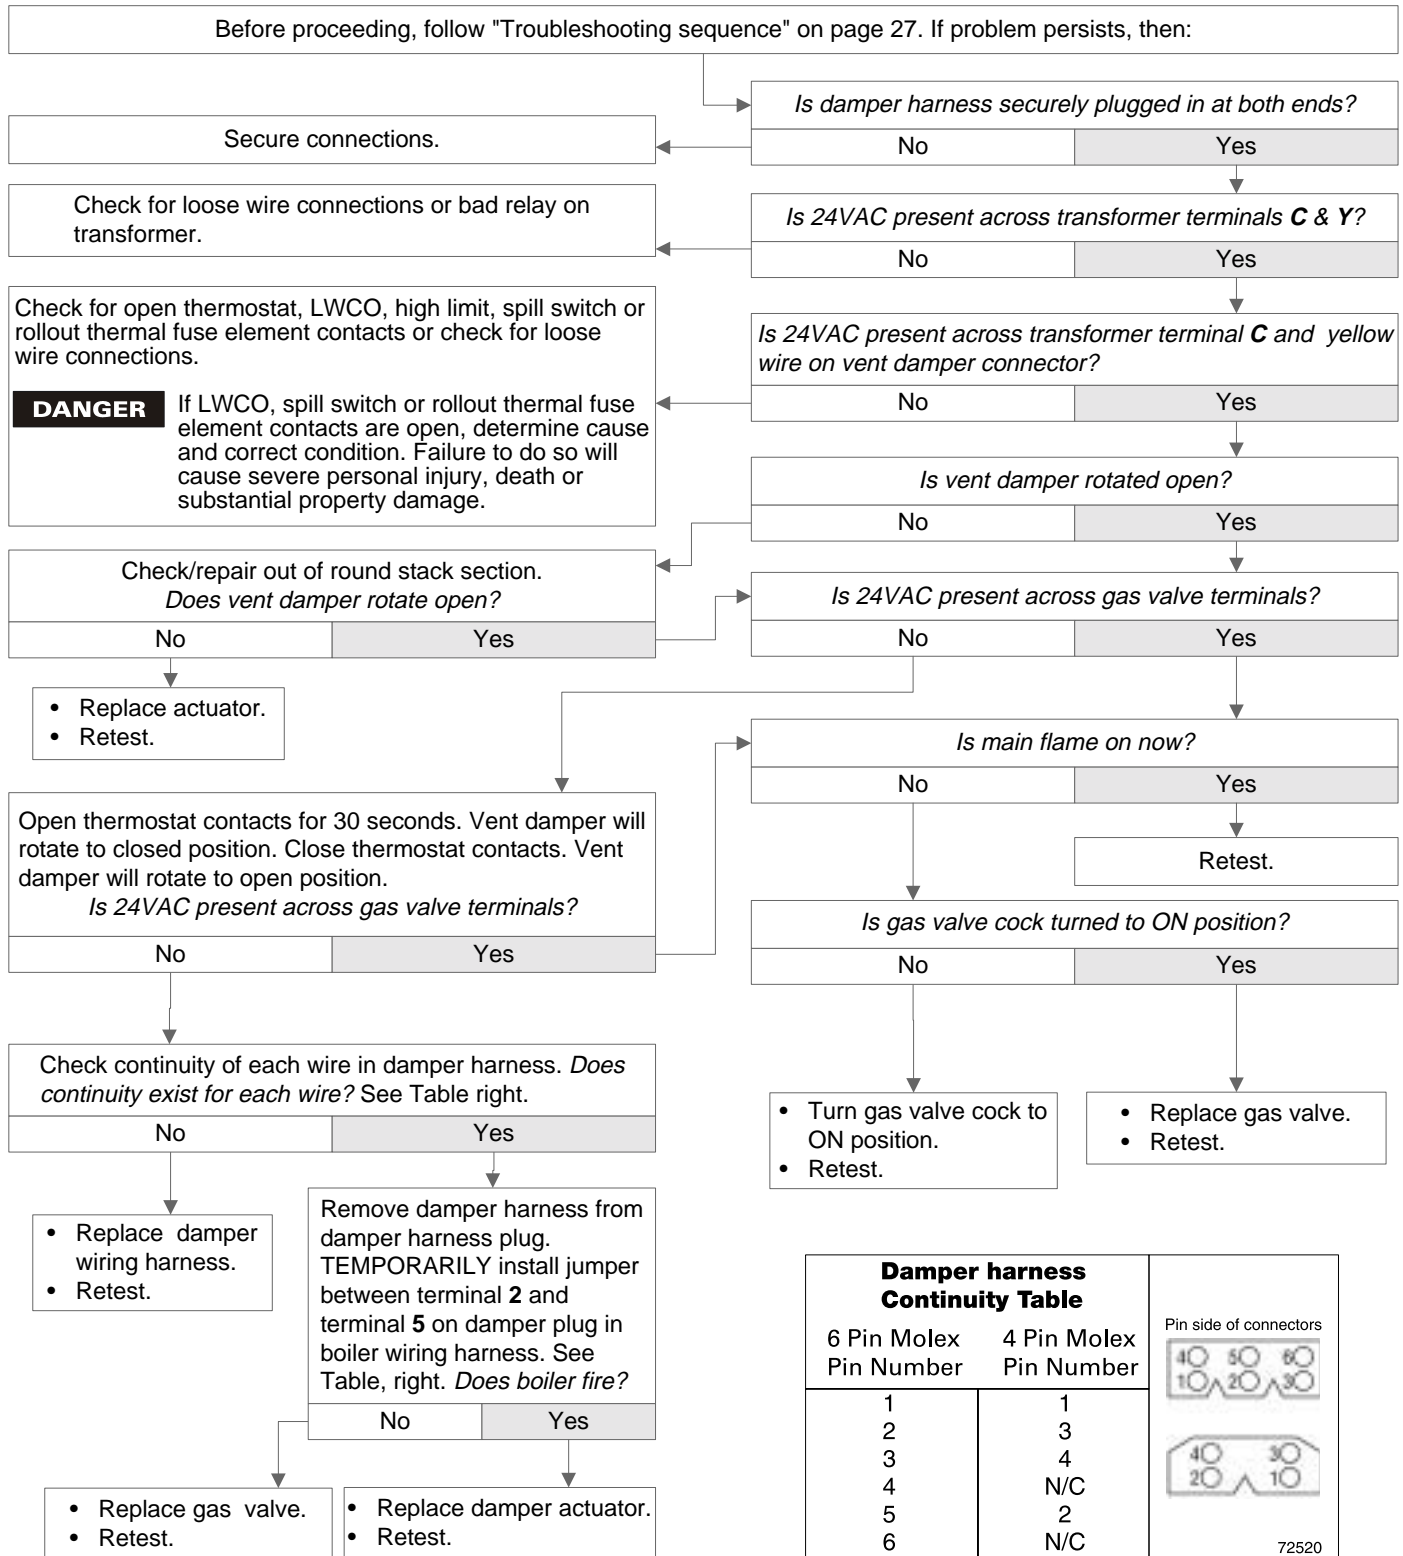 Before proceeding, follow "Troubleshooting sequence" on page 27. If problem persists, then:
Is damper harness securely plugged in at both ends?
No
Yes
Secure connections.
Is 24VAC present across transformer terminals C & Y?
No
Yes
Check for loose wire connections or bad relay on
transformer.
Is 24VAC present across transformer terminal C and yellow
wire on vent damper connector?
No
Yes
Check for open thermostat, LWCO, high limit, spill switch or
rollout thermal fuse element contacts or check for loose
wire connections.
DANGER
If LWCO, spill switch or rollout thermal fuse
element contacts are open, determine cause
and correct condition. Failure to do so will
cause severe personal injury, death or
substantial property damage.
Is vent damper rotated open?
No
Yes
Check/repair out of round stack section.
Does vent damper rotate open?
No
Yes
• Replace actuator.
• Retest.
Is 24VAC present across gas valve terminals?
No
Yes
Is main flame on now?
No
Yes
Retest.
Open thermostat contacts for 30 seconds. Vent damper will
rotate to closed position. Close thermostat contacts. Vent
damper will rotate to open position.
Is 24VAC present across gas valve terminals?
No
Yes
Is gas valve cock turned to ON position?
No
Yes
• Turn gas valve cock to
ON position.
• Retest.
• Replace gas valve.
• Retest.
Check continuity of each wire in damper harness. Does
continuity exist for each wire? See Table right.
No
Yes
• Replace damper
wiring harness.
• Retest.
Remove damper harness from
damper harness plug.
TEMPORARILY install jumper
between terminal 2 and
terminal 5 on damper plug in
boiler wiring harness. See
Table, right. Does boiler fire?
No
Yes
• Replace gas valve.
• Retest.
• Replace damper actuator.
• Retest.
Damper harness
Continuity Table
6 Pin Molex 4 Pin Molex
Pin Number Pin Number
1 1
2 3
3 4
4 N/C
5 2
6 N/C
Pin side of connectors
4 5 6
1 2 3
4 3
2 1
72520